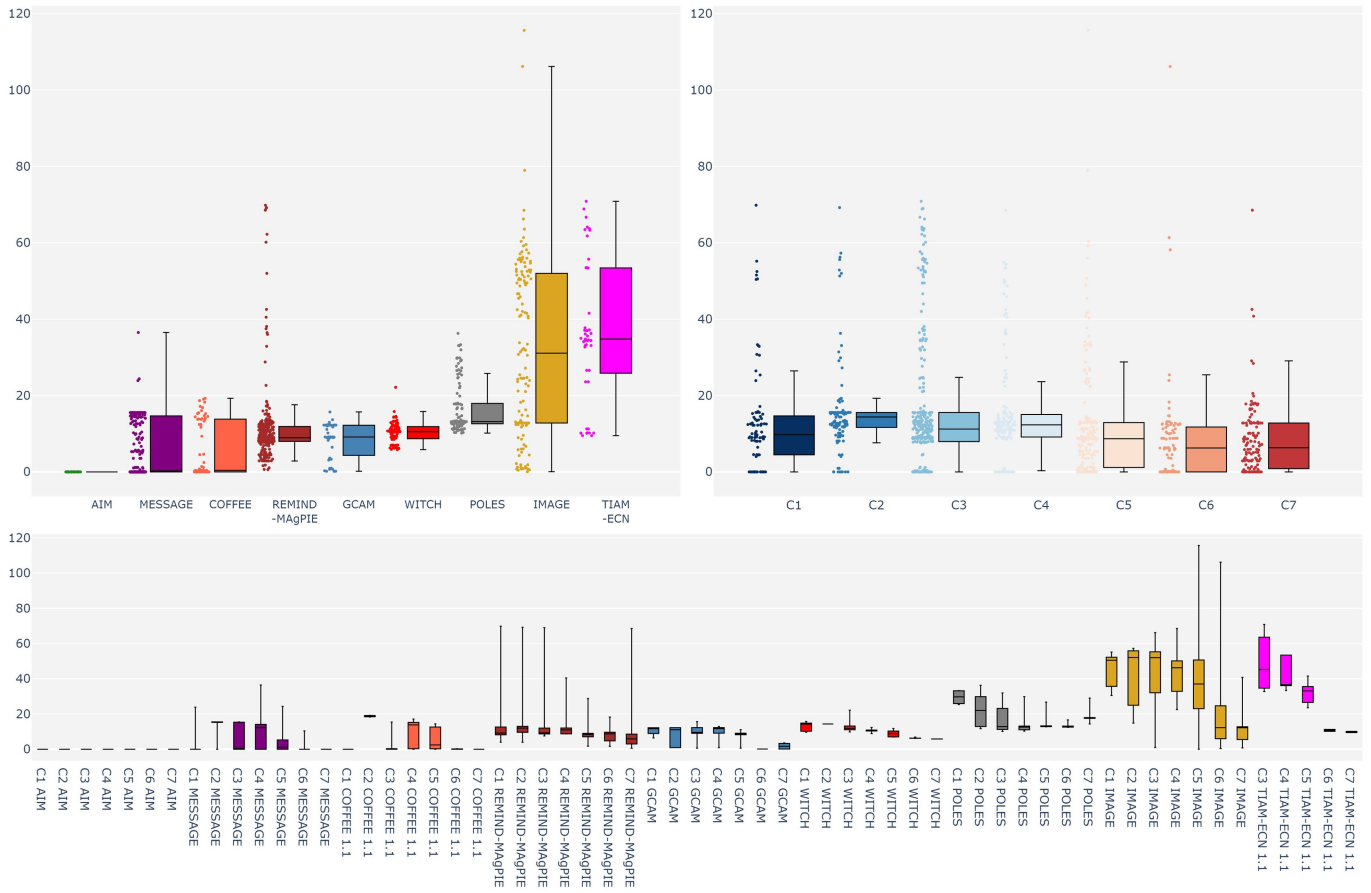 120
100
80
60
40
20
0
AIM
MESSAGE
COFFEE
REMIND
-MAgPIE
GCAM
WITCH
POLES
IMAGE
TIAM
-ECN
120
100
80
60
40
20
0
C1
C2
C3
C4
C5
C6
C7
120
100
80
60
40
20
0
C1 AIM
C2 AIM
C3 AIM
C4 AIM
C5 AIM
C6 AIM
C7 AIM
C1 MESSAGE
C2 MESSAGE
C3 MESSAGE
C4 MESSAGE
C5 MESSAGE
C6 MESSAGE
C7 MESSAGE
C1 COFFEE 1.1
C2 COFFEE 1.1
C3 COFFEE 1.1
C4 COFFEE 1.1
C5 COFFEE 1.1
C6 COFFEE 1.1
C7 COFFEE 1.1
C1 REMIND-MAgPIE
C2 REMIND-MAgPIE
C3 REMIND-MAgPIE
C4 REMIND-MAgPIE
C5 REMIND-MAgPIE
C6 REMIND-MAgPIE
C7 REMIND-MAgPIE
C1 GCAM
C2 GCAM
C3 GCAM
C4 GCAM
C5 GCAM
C6 GCAM
C7 GCAM
C1 WITCH
C2 WITCH
C3 WITCH
C4 WITCH
C5 WITCH
C6 WITCH
C7 WITCH
C1 POLES
C2 POLES
C3 POLES
C4 POLES
C5 POLES
C6 POLES
C7 POLES
C1 IMAGE
C2 IMAGE
C3 IMAGE
C4 IMAGE
C5 IMAGE
C6 IMAGE
C7 IMAGE
C3 TIAM-ECN 1.1
C4 TIAM-ECN 1.1
C5 TIAM-ECN 1.1
C6 TIAM-ECN 1.1
C7 TIAM-ECN 1.1